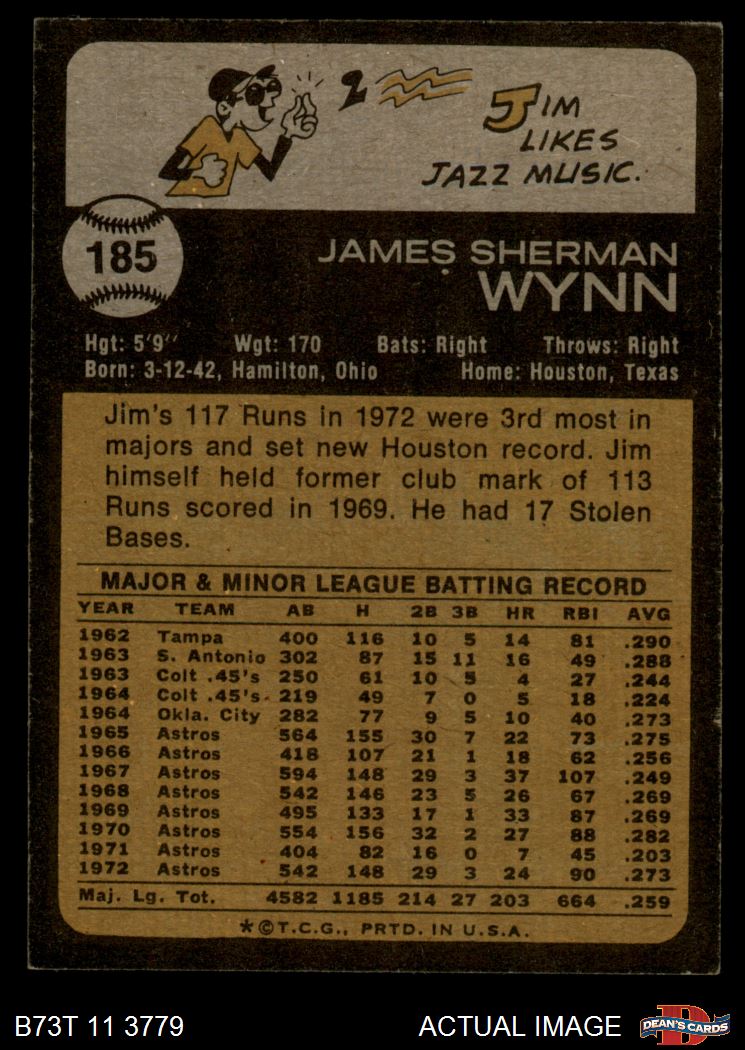 2
JIM
LIKES
JAZZ MUSIC.
185
JAMES SHERMAN
WYNN
Hgt: 5'9" Wgt: 170 Bats: Right Throws: Right
Born: 3-12-42, Hamilton, Ohio Home: Houston, Texas
Jim's 117 Runs in 1972 were 3rd most in
majors and set new Houston record. Jim
himself held former club mark of 113
Runs scored in 1969. He had 17 Stolen
Bases.
MAJOR & MINOR LEAGUE BATTING RECORD
YEAR TEAM AB H 2B 3B HR RBI AVG
1962 Tampa 400 116 10 5 14 81 .290
1963 S. Antonio 302 87 15 11 16 49 .288
1963 Colt .45's 250 61 10 5 4 27 .244
1964 Colt .45's 219 49 7 0 5 18 .224
1964 Okla. City 282 77 9 5 10 40 .273
1965 Astros 564 155 30 7 22 73 .275
1966 Astros 418 107 21 1 18 62 .256
1967 Astros 594 148 29 3 37 107 .249
1968 Astros 542 146 23 5 26 67 .269
1969 Astros 495 133 17 1 33 87 .269
1970 Astros 554 156 32 2 27 88 .282
1971 Astros 404 82 16 0 7 45 .203
1972 Astros 542 148 29 3 24 90 .273
Maj. Lg. Tot. 4582 1185 214 27 203 664 .259
*©T.C.G., PRTD. IN U.S.A.
B73T 11 3779 ACTUAL IMAGE D DEAN'S CARDS